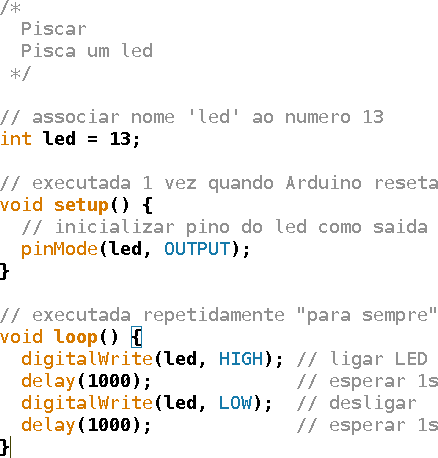 /*
  Piscar
  Pisca um led
 */

// associar nome 'led' ao numero 13
int led = 13;

// executada 1 vez quando Arduino reseta
void setup() {
  // inicializar pino do led como saida
  pinMode(led, OUTPUT);
}

// executada repetidamente "para sempre"
void loop() {
  digitalWrite(led, HIGH); // ligar LED
  delay(1000);             // esperar 1s
  digitalWrite(led, LOW);  // desligar
  delay(1000);             // esperar 1s
}